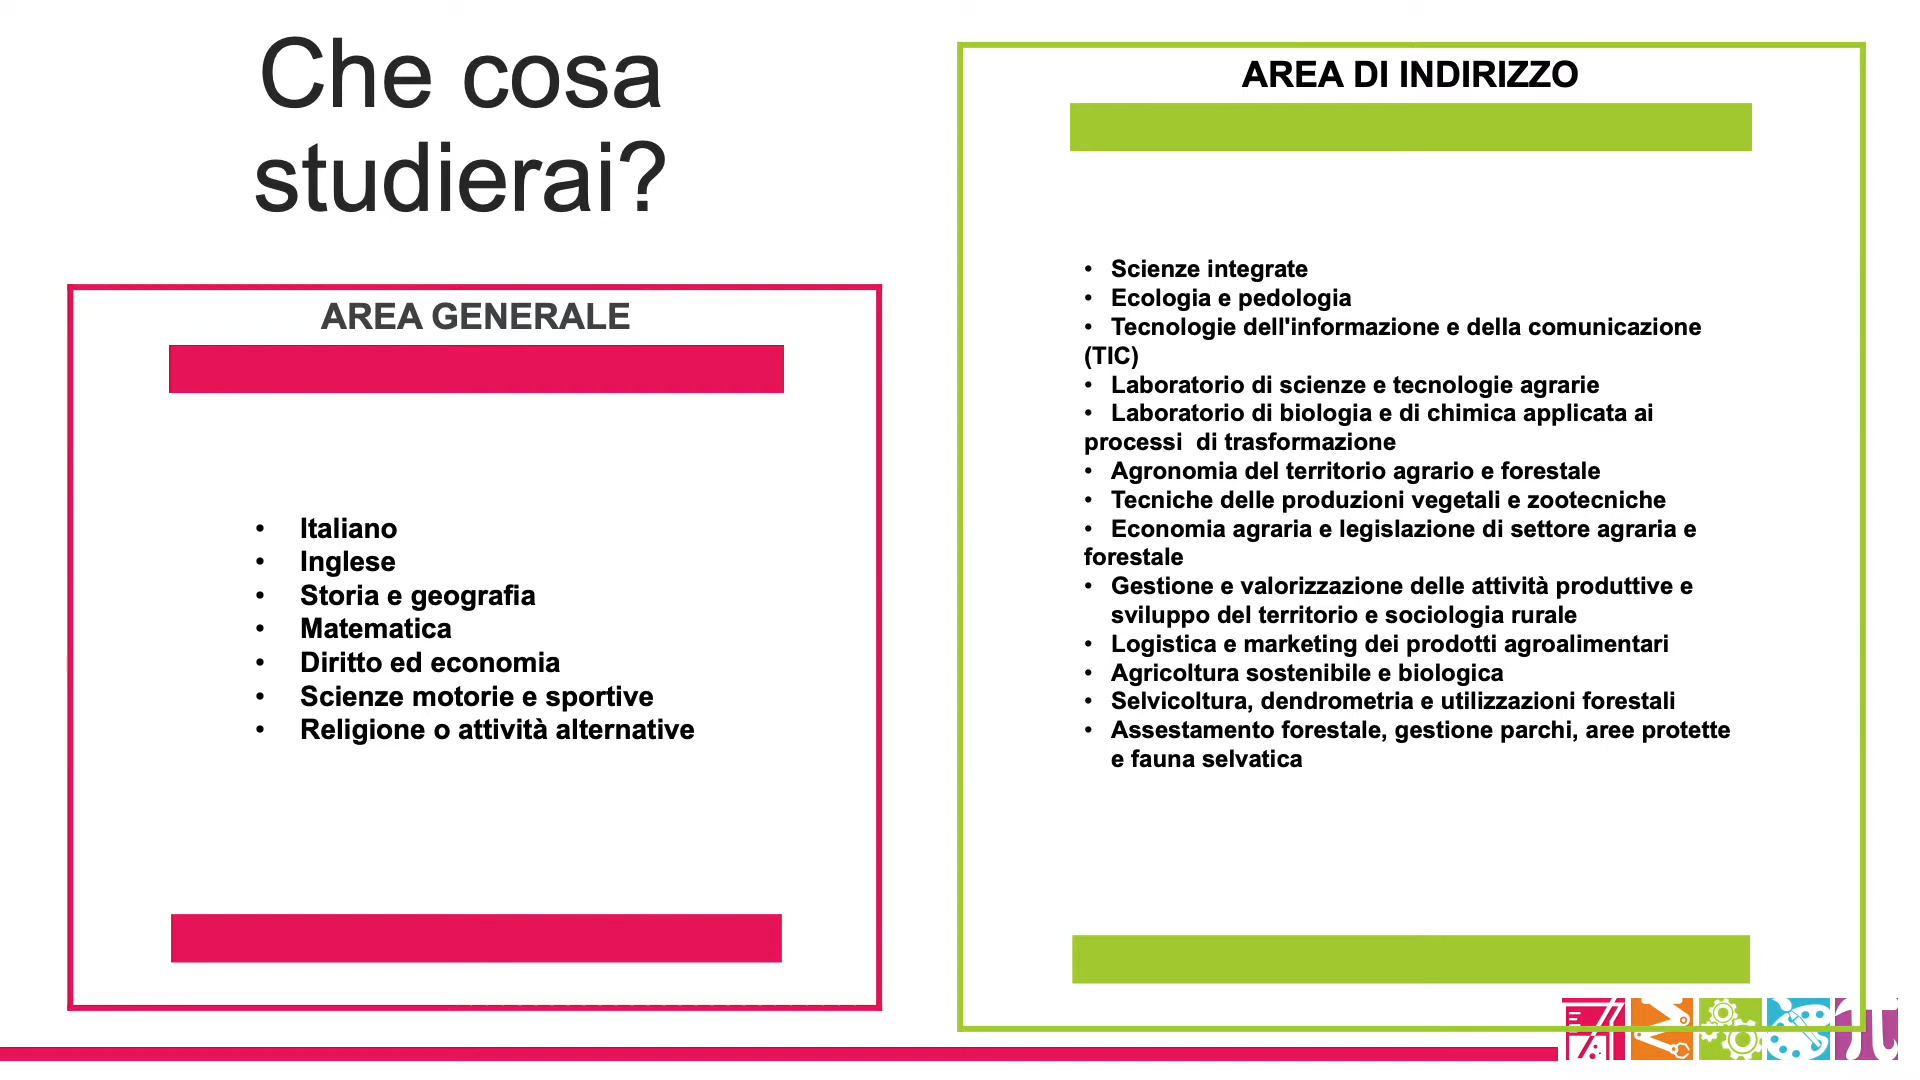 Che cosa
studierai?
AREA GENERALE
• Italiano
• Inglese
• Storia e geografia
• Matematica
• Diritto ed economia
• Scienze motorie e sportive
• Religione o attività alternative
AREA DI INDIRIZZO
• Scienze integrate
• Ecologia e pedologia
• Tecnologie dell'informazione e della comunicazione
(TIC)
• Laboratorio di scienze e tecnologie agrarie
• Laboratorio di biologia e di chimica applicata ai
processi  di trasformazione
• Agronomia del territorio agrario e forestale
• Tecniche delle produzioni vegetali e zootecniche
• Economia agraria e legislazione di settore agraria e
forestale
• Gestione e valorizzazione delle attività produttive e
sviluppo del territorio e sociologia rurale
• Logistica e marketing dei prodotti agroalimentari
• Agricoltura sostenibile e biologica
• Selvicoltura, dendrometria e utilizzazioni forestali
• Assestamento forestale, gestione parchi, aree protette
e fauna selvatica
π